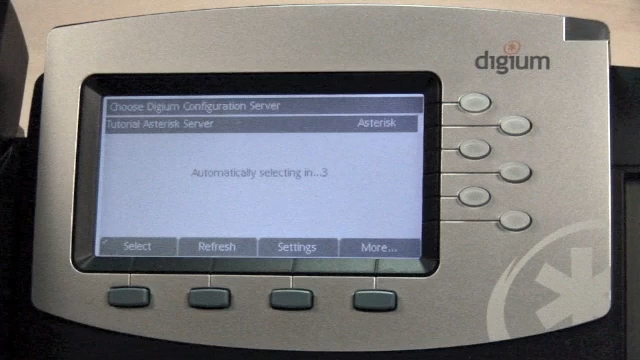 digium
Choose Digium Configuration Server
Tutorial Asterisk Server Asterisk
Automatically selecting in...3
Select Refresh Settings More...